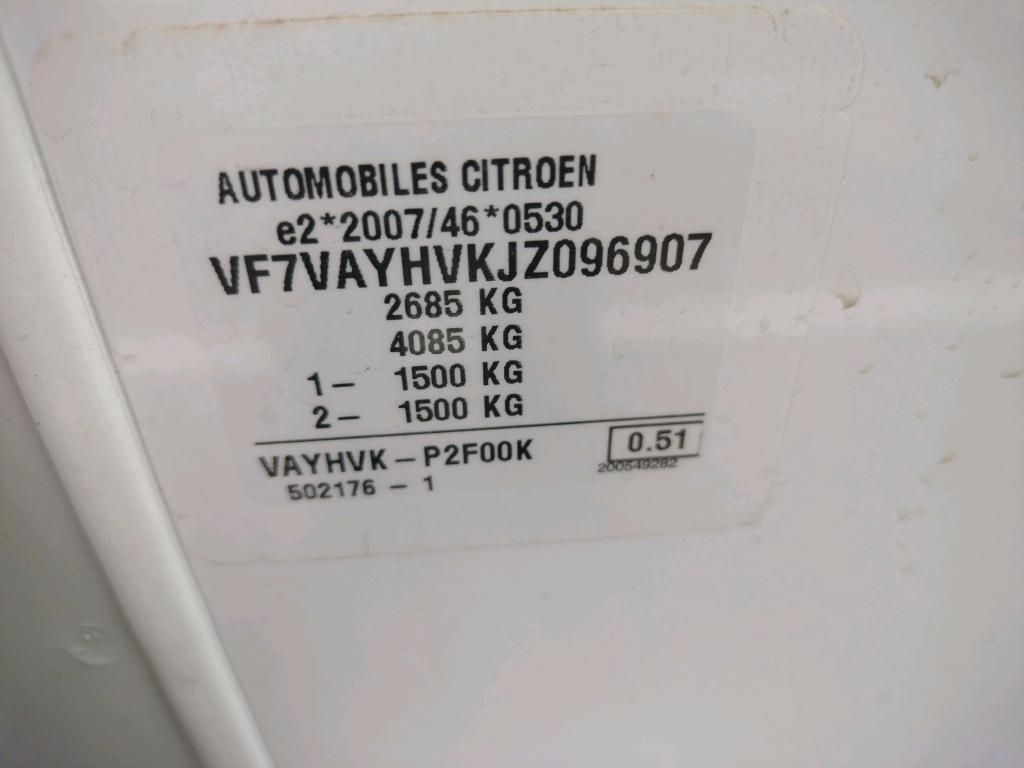 AUTOMOBILES CITROEN
e2*2007/46*0530
VF7VAYHVKJZ096907
2685 KG
4085 KG
1- 1500 KG
2- 1500 KG
VAYHVK-P2F00K 0.51
502176-1 200549282